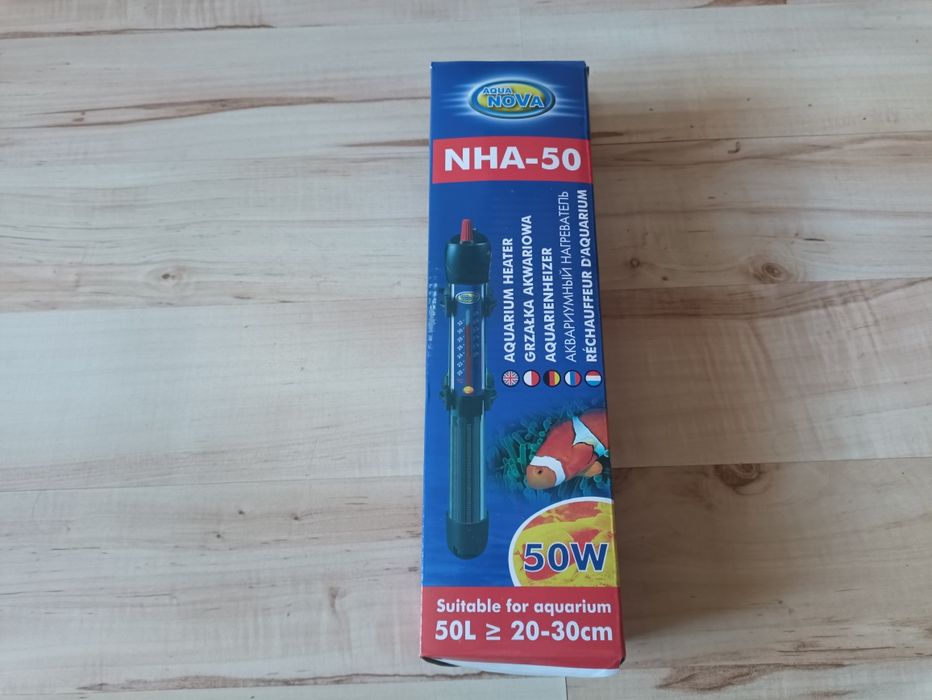 AQUA
NOVA
NHA-50
AQUARIUM HEATER
GRZAŁKA AKWARIOWA
AQUARIENHEIZER
АКВАРИУМНЫЙ НАГРЕВАТЕЛЬ
RÉCHAUFFEUR D'AQUARIUM
50W
Suitable for aquarium
50L ≥ 20-30cm